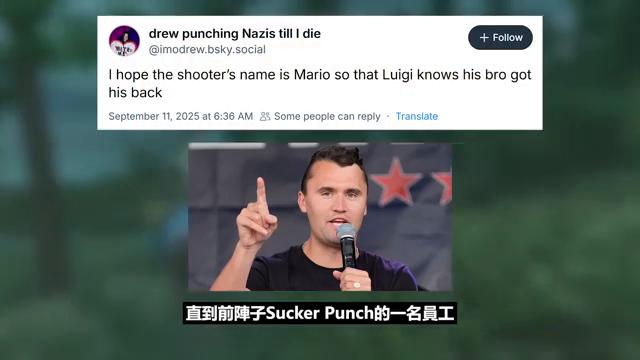 drew punching Nazis till I die
@imodrew.bsky.social
+ Follow
I hope the shooter's name is Mario so that Luigi knows his bro got
his back
September 11, 2025 at 6:36 AM Some people can reply · Translate
直到前陣子Sucker Punch的一名員工